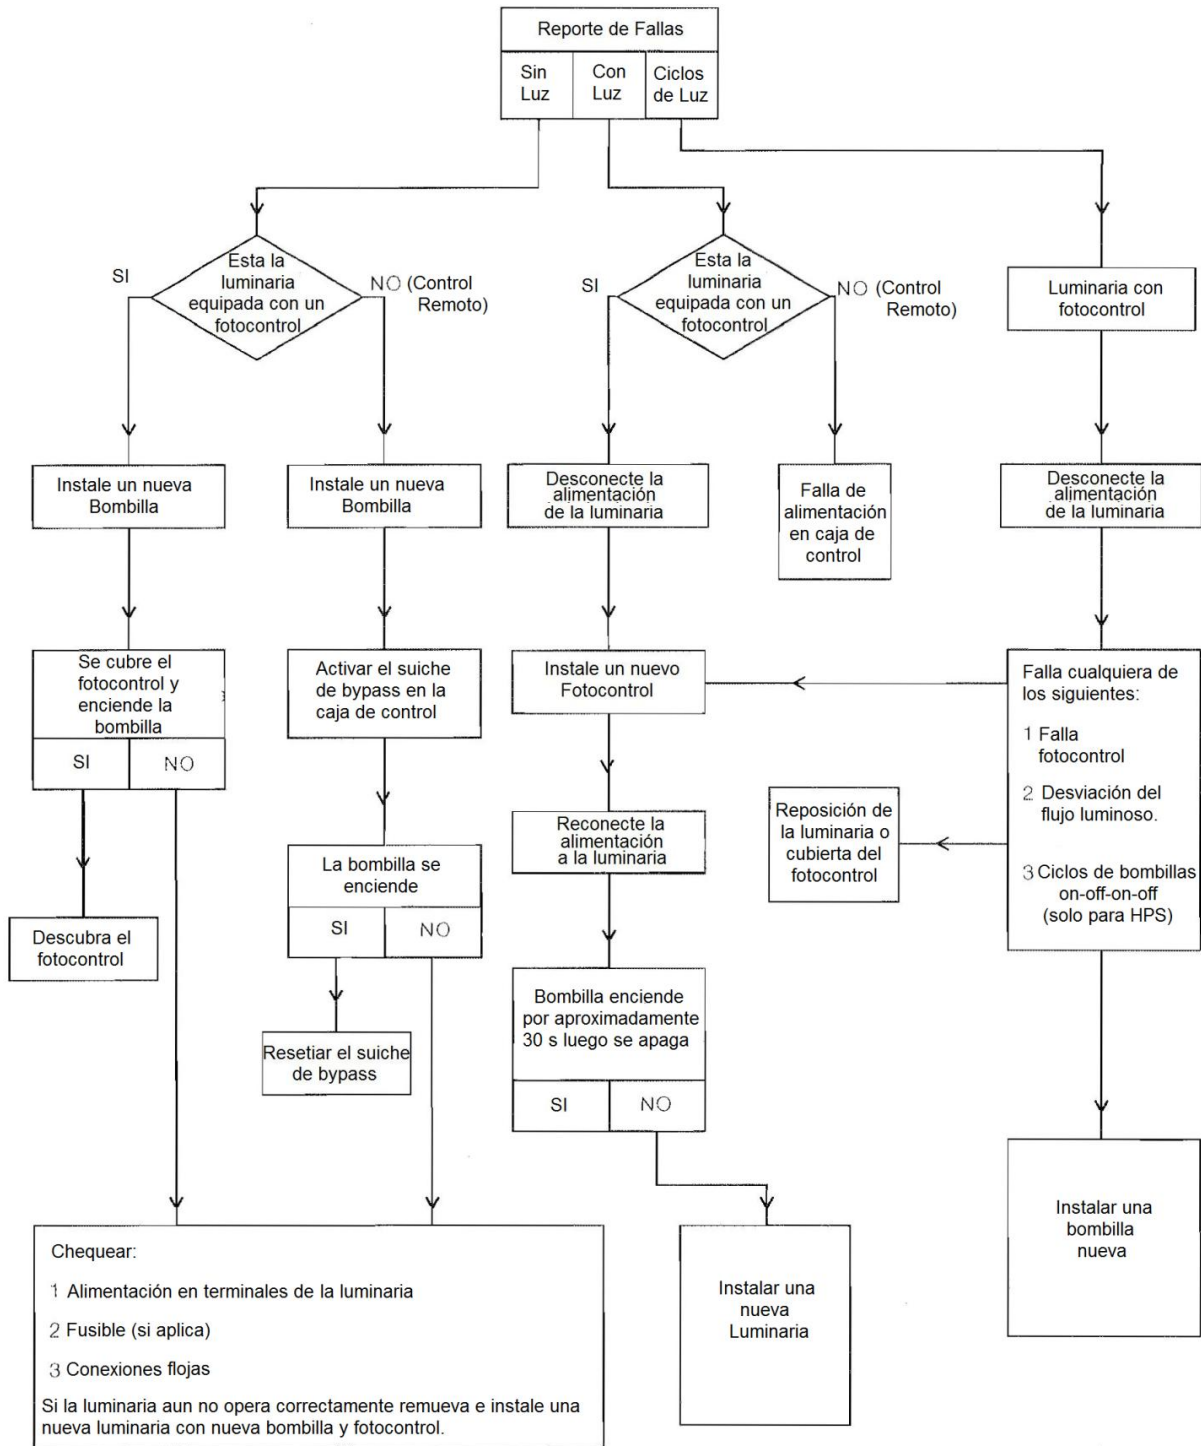 Reporte de Fallas
Sin
Luz
Con
Luz
Ciclos
de Luz
Esta la
luminaria
equipada con un
fotocontrol
SI
NO (Control
Remoto)
Esta la
luminaria
equipada con un
fotocontrol
SI
NO (Control
Remoto)
Luminaria con
fotocontrol
Instale un nueva
Bombilla
Instale un nueva
Bombilla
Desconecte la
alimentación
de la luminaria
Falla de
alimentación
en caja de
control
Desconecte la
alimentación
de la luminaria
Se cubre el
fotocontrol y
enciende la
bombilla
SI
NO
Activar el suiche
de bypass en la
caja de control
Instale un nuevo
Fotocontrol
Falla cualquiera de
los siguientes:
1 Falla
fotocontrol
2 Desviación del
flujo luminoso.
3 Ciclos de bombillas
on-off-on-off
(solo para HPS)
Reposición de
la luminaria o
cubierta del
fotocontrol
Reconecte la
alimentación
a la luminaria
La bombilla se
enciende
SI
NO
Descubra el
fotocontrol
Bombilla enciende
por aproximadamente
30 s luego se apaga
SI
NO
Resetiar el suiche
de bypass
Chequear:
1 Alimentación en terminales de la luminaria
2 Fusible (si aplica)
3 Conexiones flojas
Si la luminaria aun no opera correctamente remueva e instale una
nueva luminaria con nueva bombilla y fotocontrol.
Instalar una
nueva
Luminaria
Instalar una
bombilla
nueva